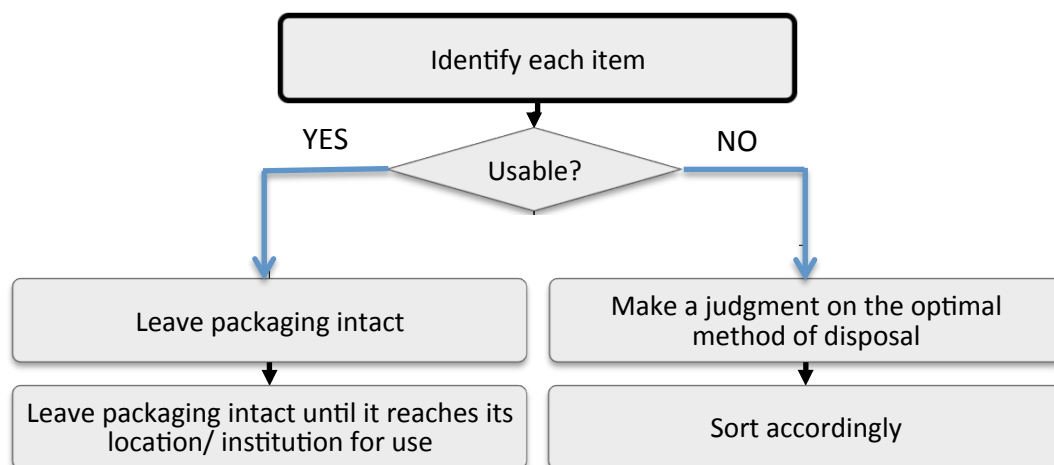 Identify each item
YES
NO
Usable?
Leave packaging intact
Make a judgment on the optimal
method of disposal
Leave packaging intact until it reaches its
location/ institution for use
Sort accordingly